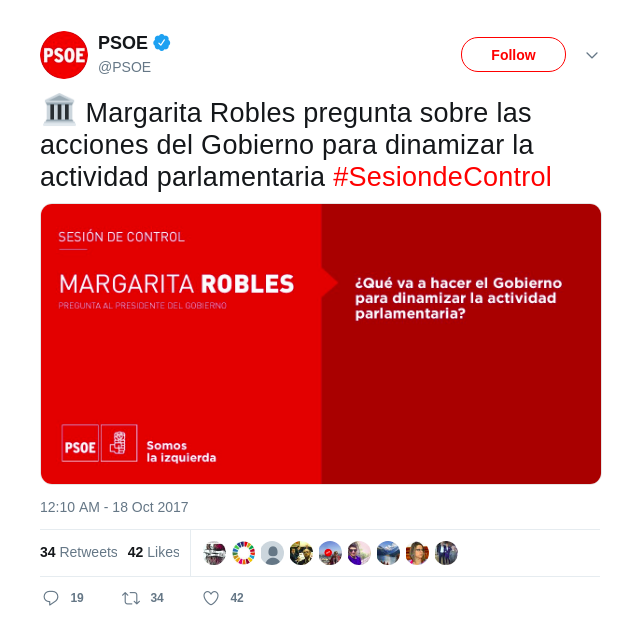 PSOE
PSOE
@PSOE
Follow
🏛 Margarita Robles pregunta sobre las
acciones del Gobierno para dinamizar la
actividad parlamentaria #SesiondeControl
SESIÓN DE CONTROL
MARGARITA ROBLES
PREGUNTA AL PRESIDENTE DEL GOBIERNO
¿Qué va a hacer el Gobierno
para dinamizar la actividad
parlamentaria?
PSOE
Somos
la izquierda
12:10 AM - 18 Oct 2017
34 Retweets 42 Likes
19 34 42